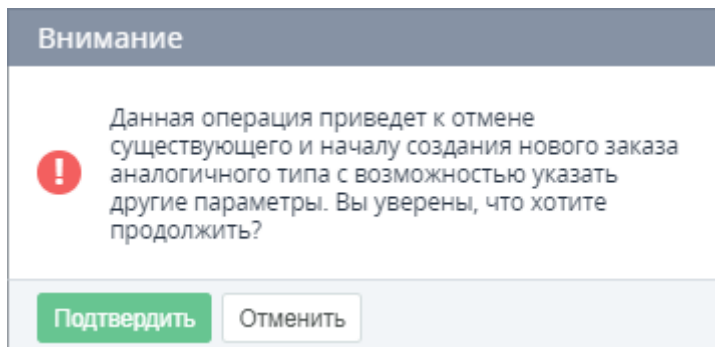 Внимание
Данная операция приведет к отмене
существующего и началу создания нового заказа
аналогичного типа с возможностью указать
другие параметры. Вы уверены, что хотите
продолжить?
Подтвердить Отменить